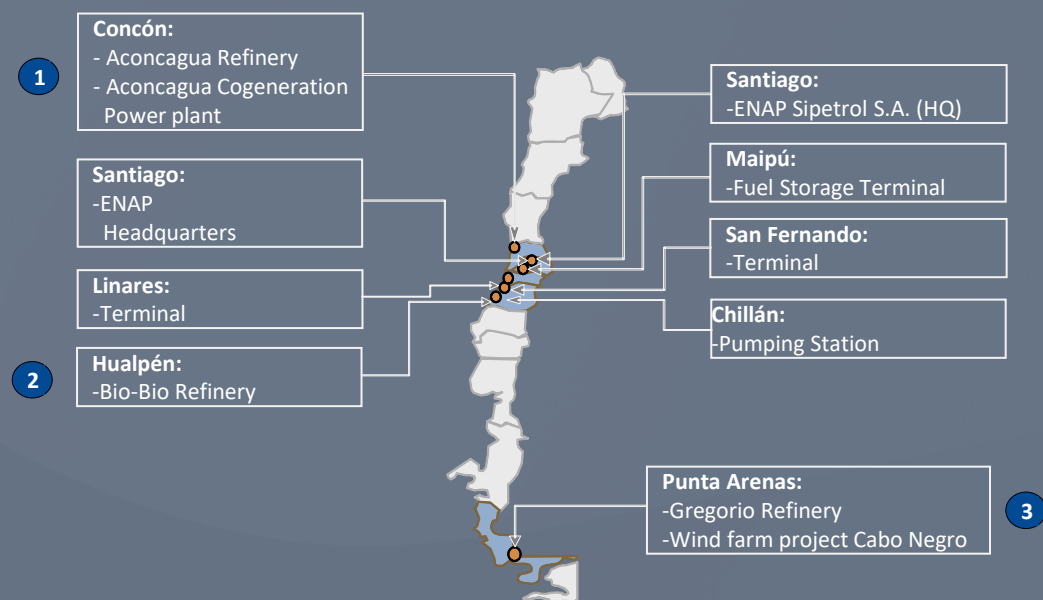 1
Concón:
- Aconcagua Refinery
- Aconcagua Cogeneration
Power plant
Santiago:
-ENAP
Headquarters
Linares:
-Terminal
2
Hualpén:
-Bio-Bio Refinery
Santiago:
-ENAP Sipetrol S.A. (HQ)
Maipú:
-Fuel Storage Terminal
San Fernando:
-Terminal
Chillán:
-Pumping Station
Punta Arenas:
-Gregorio Refinery
-Wind farm project Cabo Negro
3